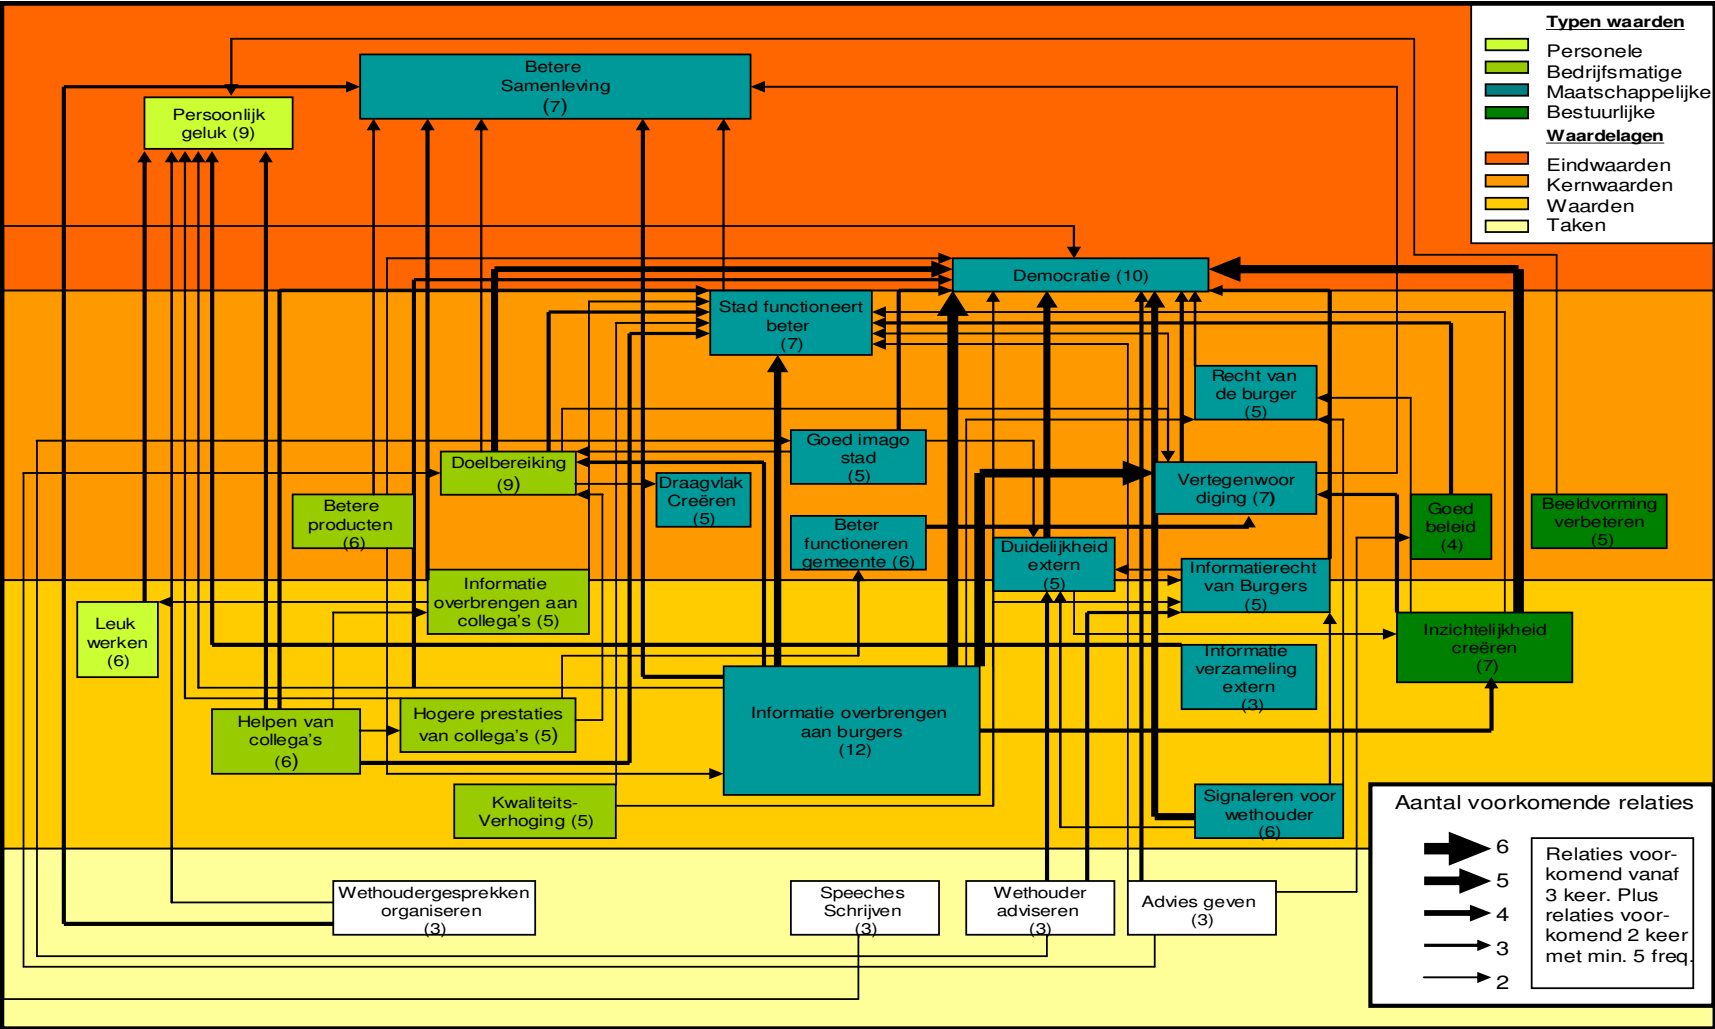 Typen waarden
Personele
Bedrijfsmatige
Maatschappelijke
Bestuurlijke
Waardelagen
Eindwaarden
Kernwaarden
Waarden
Taken
Betere
Samenleving
(7)
Persoonlijk
geluk (9)
Democratie (10)
Stad functioneert
beter
(7)
Recht van
de burger
(5)
Goed imago
stad
(5)
Doelbereiking
(9)
Draagvlak
Creëren
(5)
Vertegenwoor
diging (7)
Betere
producten
(6)
Goed
beleid
(4)
Beeldvorming
verbeteren
(5)
Beter
functioneren
gemeente (6)
Duidelijkheid
extern
(5)
Informatierecht
van Burgers
(5)
Informatie
overbrengen aan
collega's (5)
Leuk
werken
(6)
Inzichtelijkheid
creëren
(7)
Informatie
verzameling
extern
(3)
Informatie overbrengen
aan burgers
(12)
Helpen van
collega's
(6)
Hogere prestaties
van collega's (5)
Kwaliteits-
Verhoging (5)
Signaleren voor
wethouder
(6)
Wethoudergesprekken
organiseren
(3)
Speeches
Schrijven
(3)
Wethouder
adviseren
(3)
Advies geven
(3)
Aantal voorkomende relaties
6
5
4
3
2
Relaties voor-
komend vanaf
3 keer. Plus
relaties voor-
komend 2 keer
met min. 5 freq.